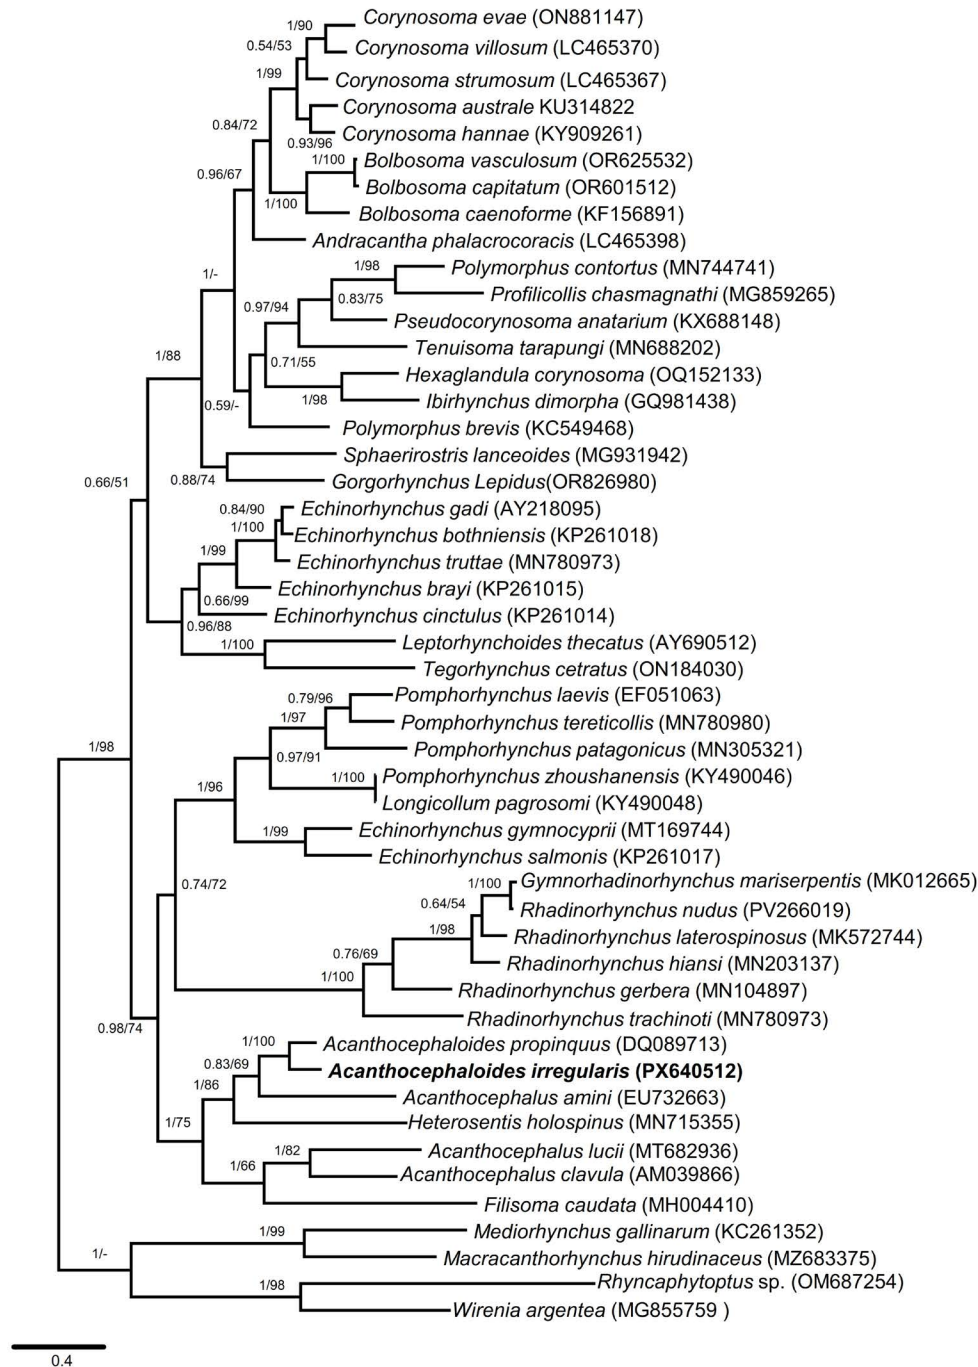 Corynosoma evae (ON881147)
1/90
0.54/53
Corynosoma villosum (LC465370)
1/99
Corynosoma strumosum (LC465367)
Corynosoma australe KU314822
0.84/72
Corynosoma hannae (KY909261)
0.93/96
1/100
Bolbosoma vasculosum (OR625532)
0.96/67
Bolbosoma capitatum (OR601512)
1/100
Bolbosoma caenoforme (KF156891)
Andracantha phalacrocoracis (LC465398)
1/98
Polymorphus contortus (MN744741)
1/-
Profilicollis chasmagnathi (MG859265)
0.97/94
0.83/75
Pseudocorynosoma anatarium (KX688148)
Tenuisoma tarapungi (MN688202)
1/88
0.71/55
Hexaglandula corynosoma (OQ152133)
1/98
0.59/-
Ibirhynchus dimorpha (GQ981438)
Polymorphus brevis (KC549468)
Sphaerirostris lanceoides (MG931942)
0.66/51
0.88/74
Gorgorhynchus Lepidus(OR826980)
0.84/90
Echinorhynchus gadi (AY218095)
1/100
Echinorhynchus bothniensis (KP261018)
1/99
Echinorhynchus truttae (MN780973)
Echinorhynchus brayi (KP261015)
0.66/99
Echinorhynchus cinctulus (KP261014)
0.96/88
1/100
Leptorhynchoides thecatus (AY690512)
Tegorhynchus cetratus (ON184030)
0.79/96
Pomphorhynchus laevis (EF051063)
1/97
Pomphorhynchus tereticollis (MN780980)
1/98
0.97/91
Pomphorhynchus patagonicus (MN305321)
1/96
1/100
Pomphorhynchus zhoushanensis (KY490046)
Longicollum pagrosomi (KY490048)
1/99
Echinorhynchus gymnocyprii (MT169744)
Echinorhynchus salmonis (KP261017)
0.74/72
1/100
Gymnorhadinorhynchus mariserpentis (MK012665)
0.64/54
Rhadinorhynchus nudus (PV266019)
1/98
Rhadinorhynchus laterospinosus (MK572744)
0.76/69
Rhadinorhynchus hiansi (MN203137)
1/100
Rhadinorhynchus gerbera (MN104897)
Rhadinorhynchus trachinoti (MN780973)
0.98/74
1/100
Acanthocephaloides propinquus (DQ089713)
0.83/69
Acanthocephaloides irregularis (PX640512)
1/86
Acanthocephalus amini (EU732663)
1/75
Heterosentis holospinus (MN715355)
1/82
Acanthocephalus lucii (MT682936)
1/66
Acanthocephalus clavula (AM039866)
Filisoma caudata (MH004410)
1/99
Mediorhynchus gallinarum (KC261352)
1/-
Macracanthorhynchus hirudinaceus (MZ683375)
1/98
Rhyncaphytoptus sp. (OM687254)
Wirenia argentea (MG855759 )
0.4